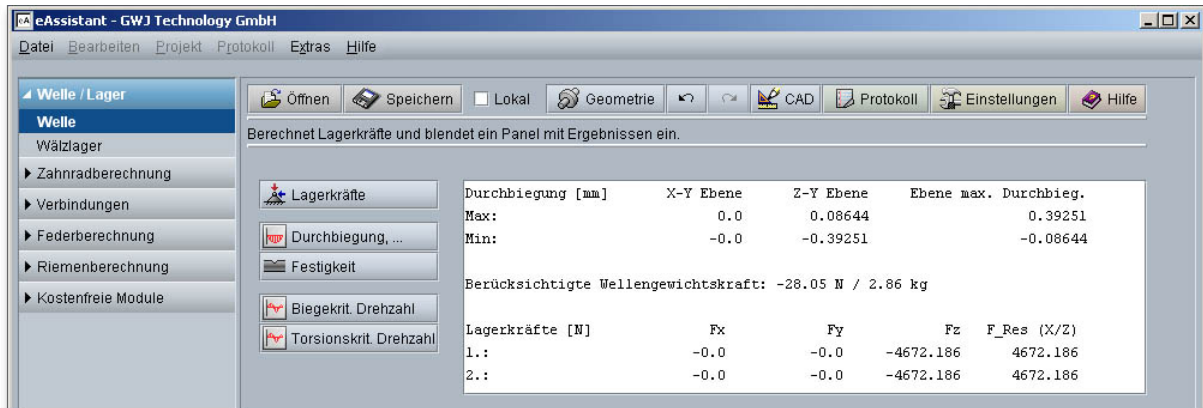 eA eAssistant - GWJ Technology GmbH
Datei Bearbeiten Projekt Protokoll Extras Hilfe
Welle / Lager
Welle
Wälzlager
Zahnradberechnung
Verbindungen
Federberechnung
Riemenberechnung
Kostenfreie Module
Öffnen Speichern Lokal Geometrie CAD Protokoll Einstellungen Hilfe
Berechnet Lagerkräfte und blendet ein Panel mit Ergebnissen ein.
Lagerkräfte
Durchbiegung, ...
Festigkeit
Biegekrit. Drehzahl
Torsionskrit. Drehzahl
Durchbiegung [mm] X-Y Ebene Z-Y Ebene Ebene max. Durchbieg.
Max: 0.0 0.08644 0.39251
Min: -0.0 -0.39251 -0.08644
Berücksichtigte Wellengewichtskraft: -28.05 N / 2.86 kg
Lagerkräfte [N] Fx Fy Fz F_Res (X/Z)
1.: -0.0 -0.0 -4672.186 4672.186
2.: -0.0 -0.0 -4672.186 4672.186